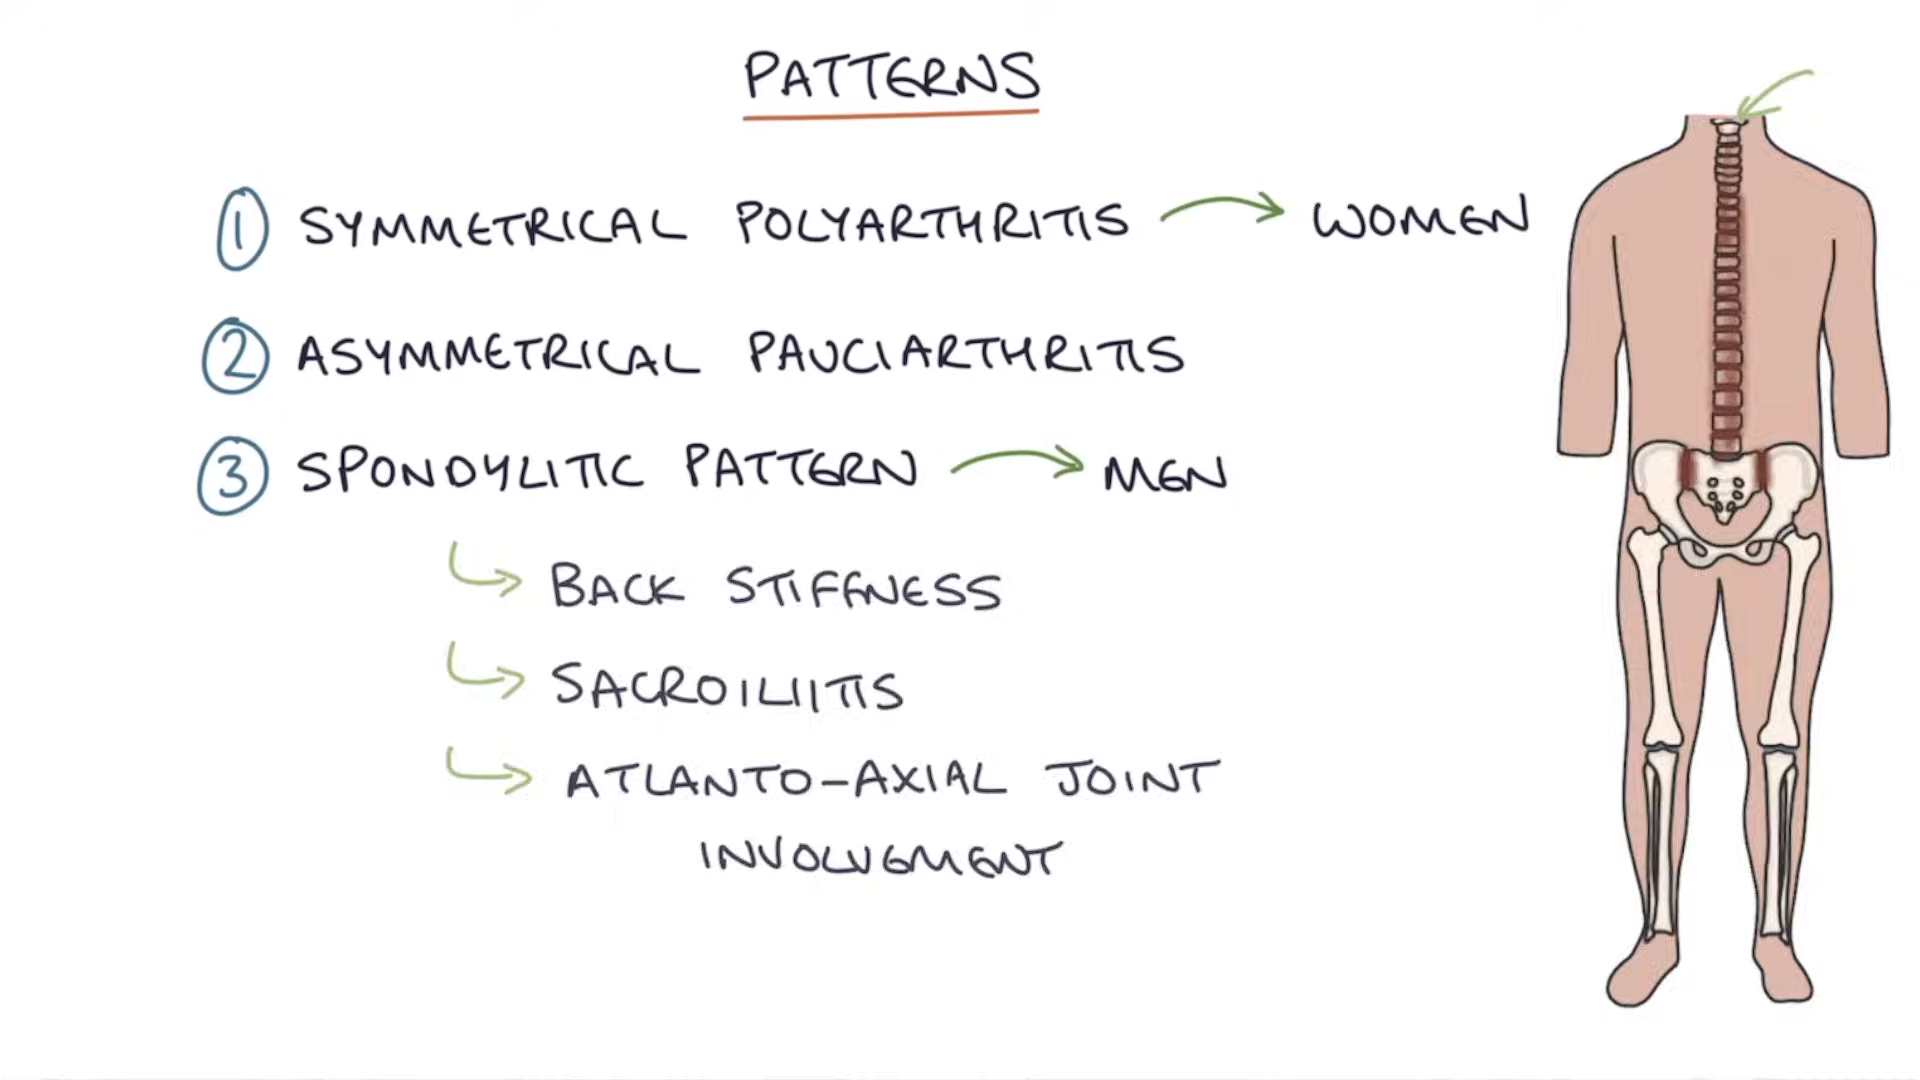 PATTERNS
1 SYMMETRICAL POLYARTHRITIS → WOMEN
2 ASYMMETRICAL PAUCIARTHRITIS
3 SPONDYLITIC PATTERN → MEN
↳ BACK STIFFNESS
↳ SACROILIITIS
↳ ATLANTO-AXIAL JOINT
INVOLVEMENT